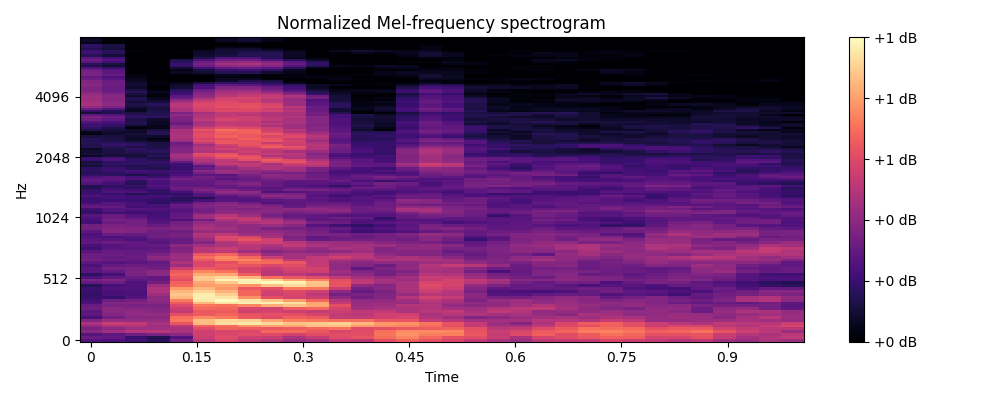 Normalized Mel-frequency spectrogram
Hz
4096
2048
1024
512
0
0 0.15 0.3 0.45 0.6 0.75 0.9
Time
+1 dB
+1 dB
+1 dB
+0 dB
+0 dB
+0 dB